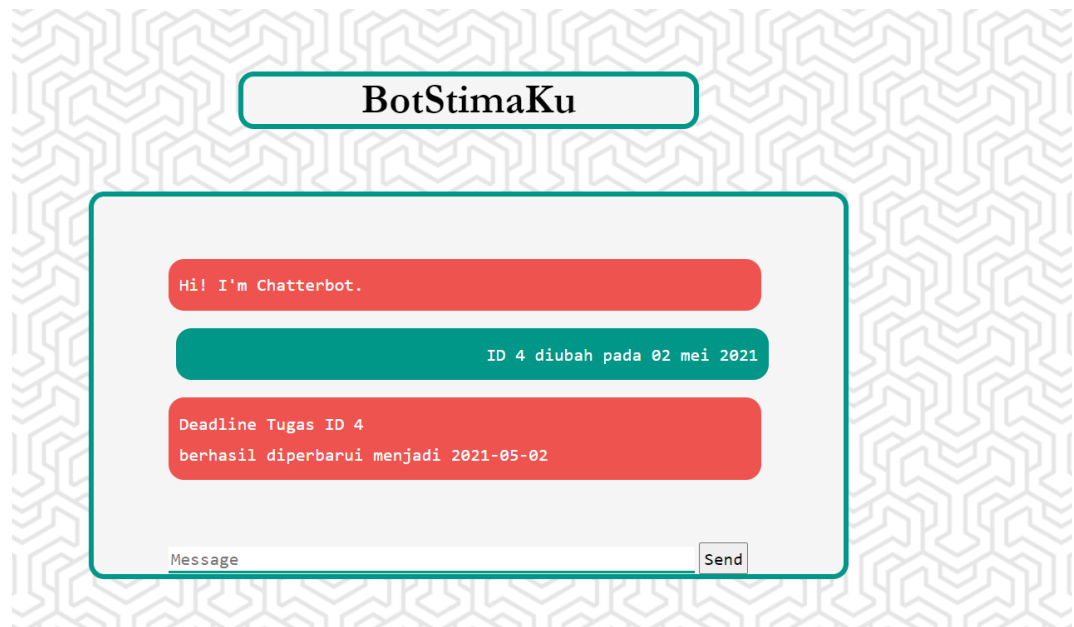 BotStimaKu
Hi! I'm Chatterbot.
ID 4 diubah pada 02 mei 2021
Deadline Tugas ID 4
berhasil diperbarui menjadi 2021-05-02
Message
Send